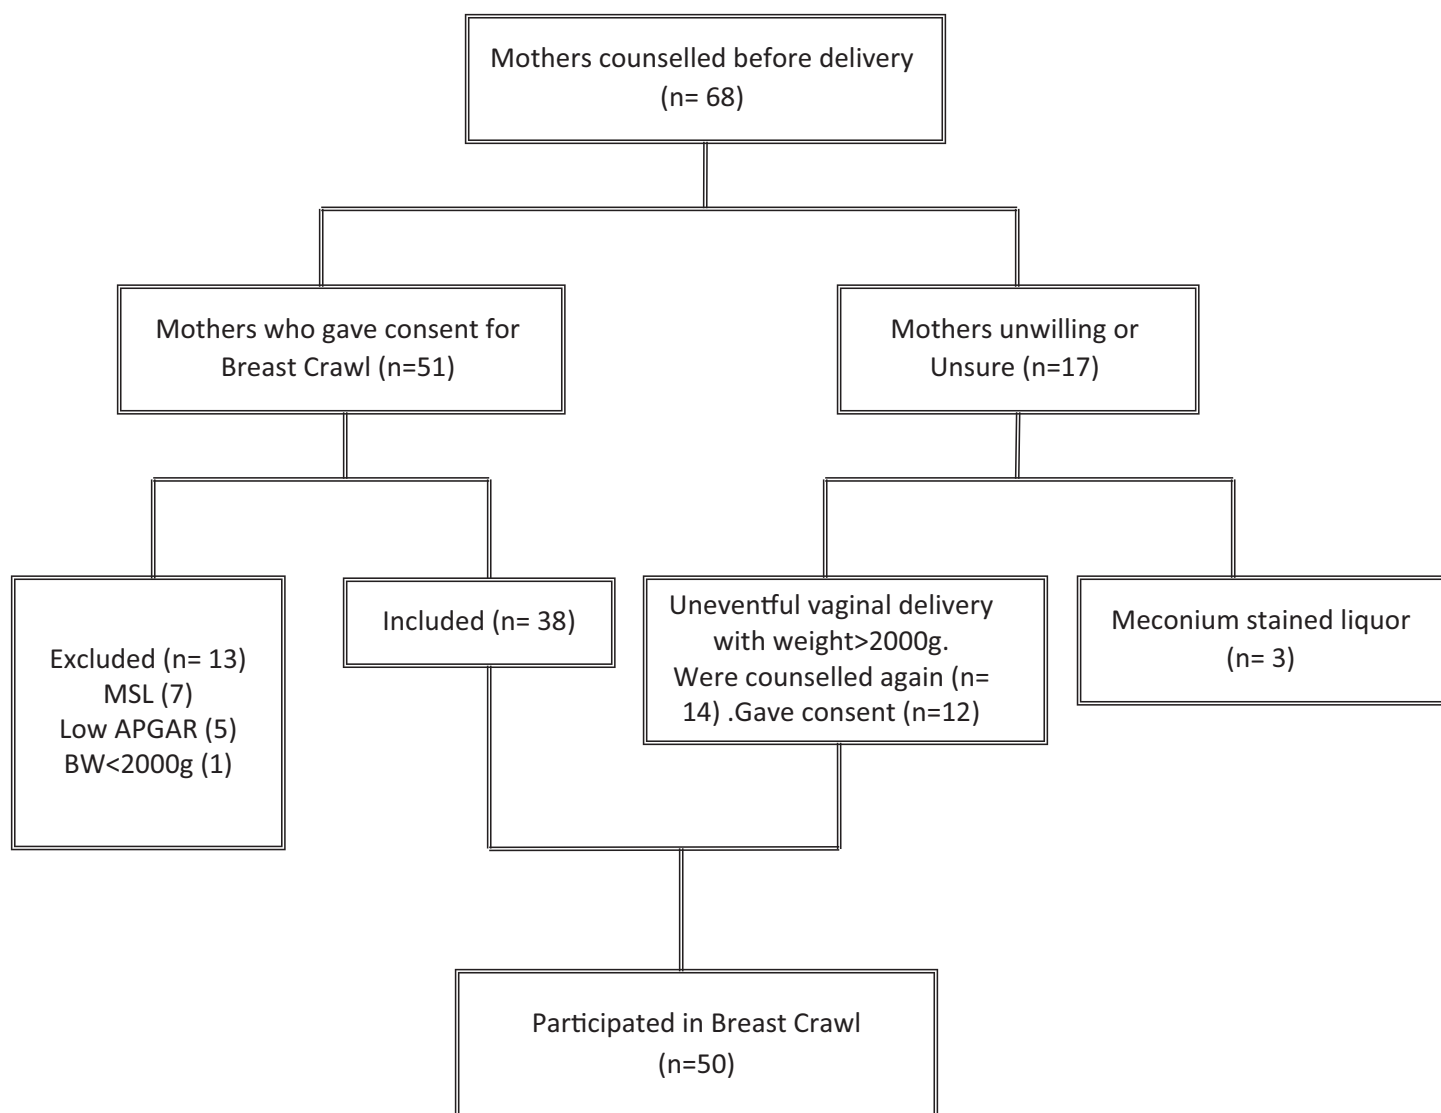 Mothers counselled before delivery
(n= 68)
Mothers who gave consent for
Breast Crawl (n=51)
Mothers unwilling or
Unsure (n=17)
Excluded (n= 13)
MSL (7)
Low APGAR (5)
BW<2000g (1)
Included (n= 38)
Uneventful vaginal delivery
with weight>2000g.
Were counselled again (n=
14) .Gave consent (n=12)
Meconium stained liquor
(n= 3)
Participated in Breast Crawl
(n=50)